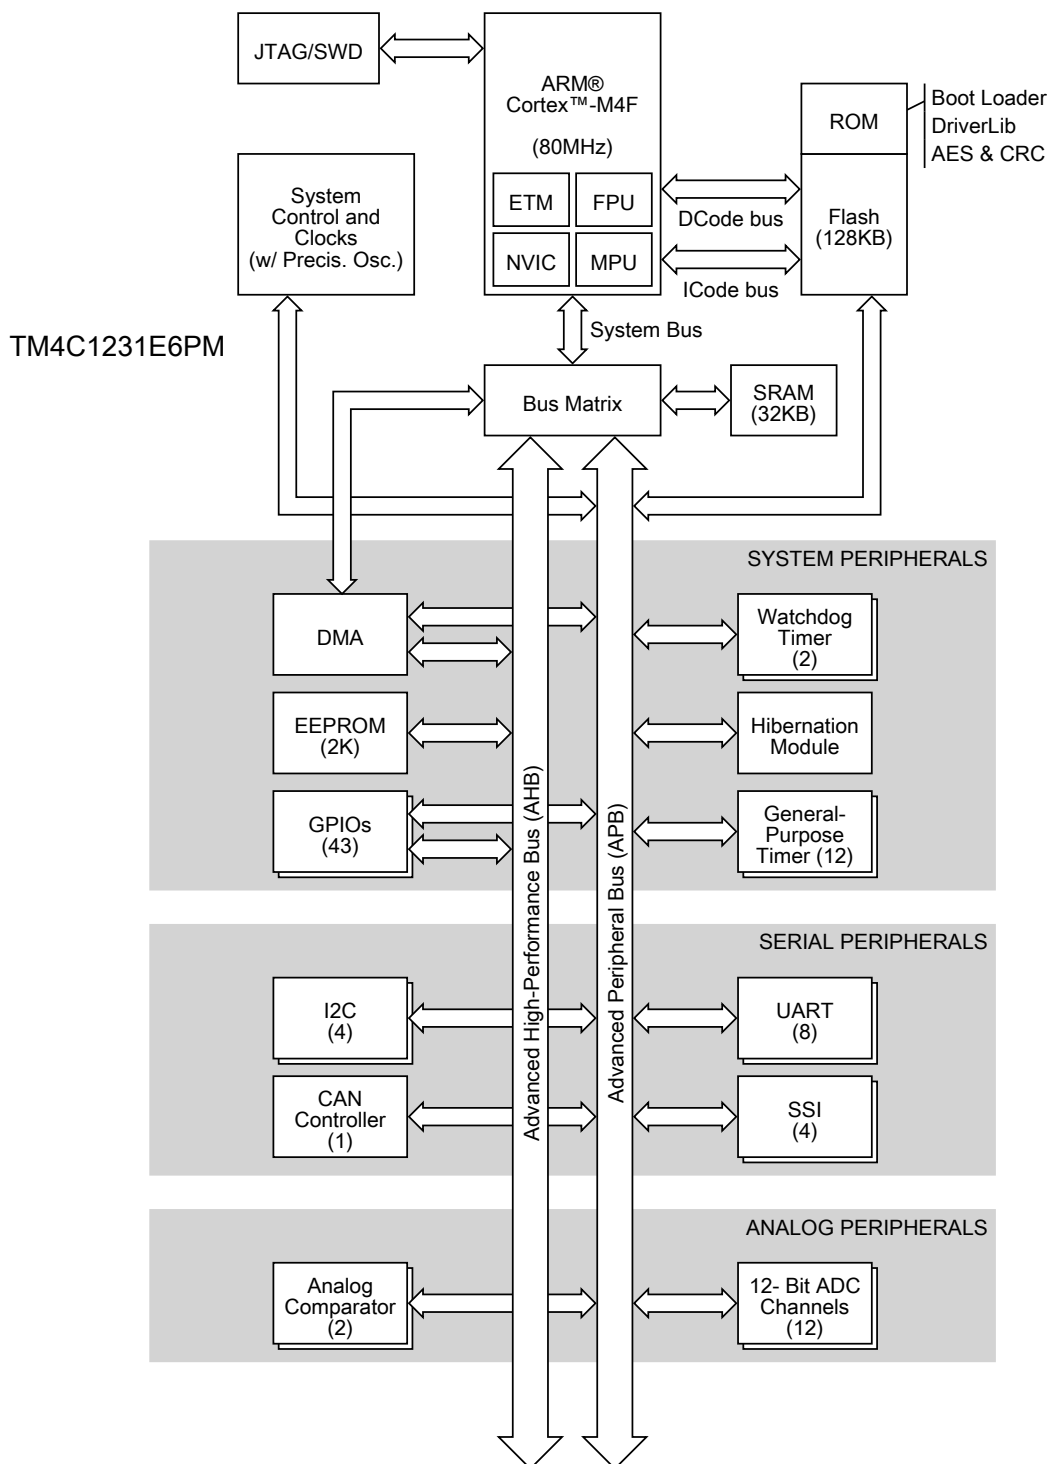 JTAG/SWD
ARM®
Cortex™-M4F
(80MHz)
ETM
FPU
NVIC
MPU
ROM
Boot Loader
DriverLib
AES & CRC
Flash
(128KB)
DCode bus
ICode bus
System
Control and
Clocks
(w/ Precis. Osc.)
TM4C1231E6PM
System Bus
Bus Matrix
SRAM
(32KB)
SYSTEM PERIPHERALS
DMA
Watchdog
Timer
(2)
EEPROM
(2K)
Hibernation
Module
GPIOs
(43)
General-
Purpose
Timer (12)
Advanced High-Performance Bus (AHB)
Advanced Peripheral Bus (APB)
SERIAL PERIPHERALS
I2C
(4)
UART
(8)
CAN
Controller
(1)
SSI
(4)
ANALOG PERIPHERALS
Analog
Comparator
(2)
12- Bit ADC
Channels
(12)